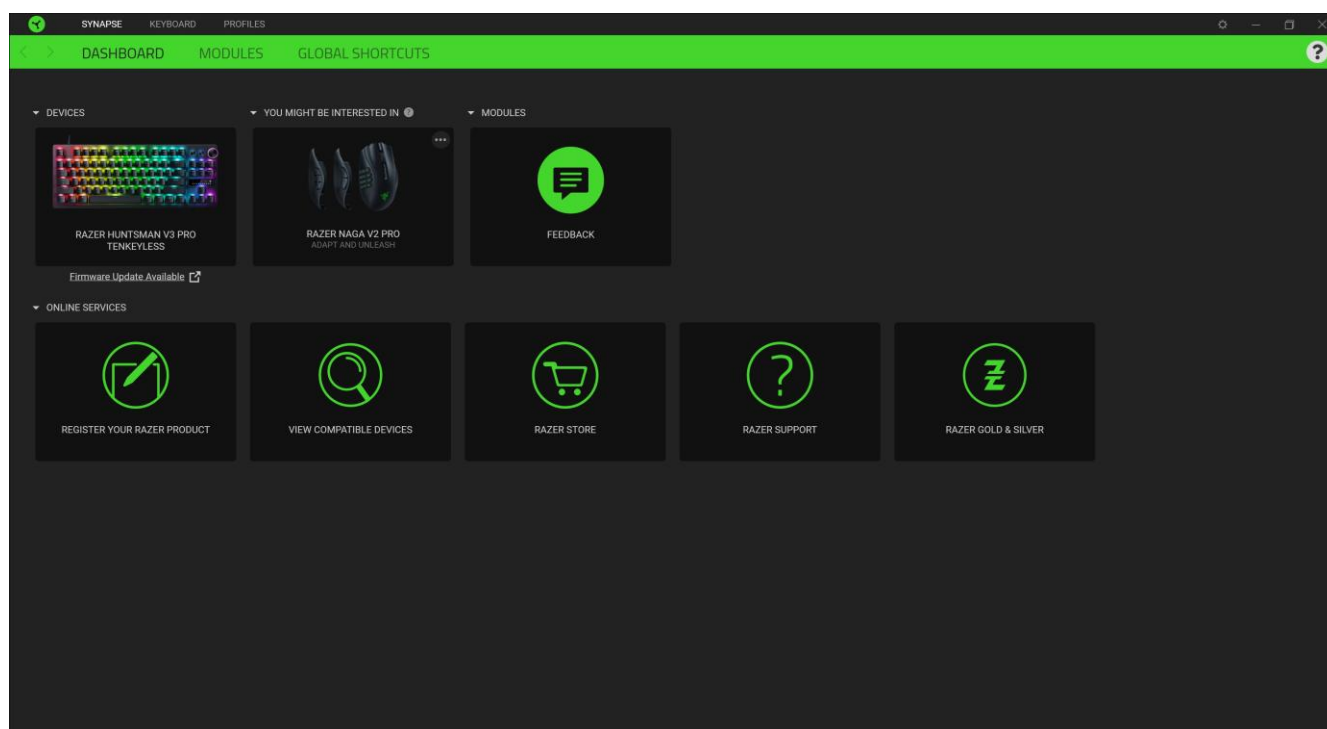 SYNAPSE KEYBOARD PROFILES
DASHBOARD MODULES GLOBAL SHORTCUTS
?
DEVICES
YOU MIGHT BE INTERESTED IN ?
MODULES
RAZER HUNTSMAN V3 PRO
TENKEYLESS
RAZER NAGA V2 PRO
ADAPT AND UNLEASH
FEEDBACK
Firmware Update Available
ONLINE SERVICES
REGISTER YOUR RAZER PRODUCT
VIEW COMPATIBLE DEVICES
RAZER STORE
RAZER SUPPORT
RAZER GOLD & SILVER